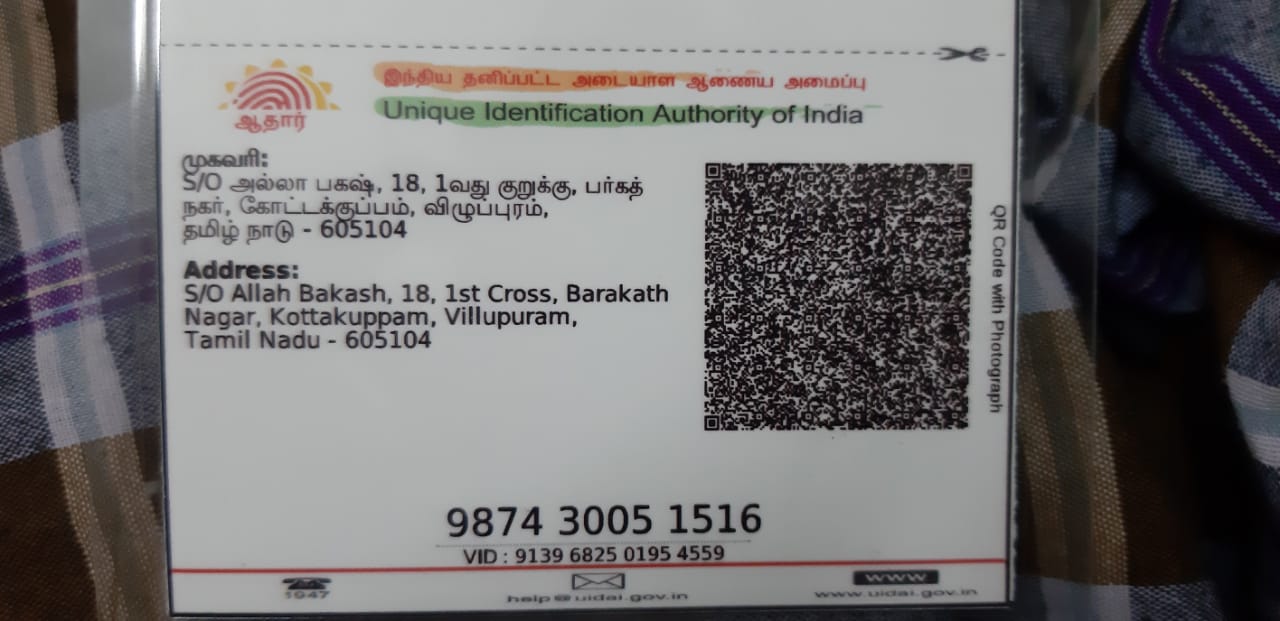 இந்திய தனிப்பட்ட அடையாள ஆணைய அமைப்பு
Unique Identification Authority of India
ஆதார்
முகவரி:
S/O அல்லா பகஷ், 18, 1வது குறுக்கு, பர்கத்
நகர், கோட்டக்குப்பம், விழுப்புரம்,
தமிழ் நாடு - 605104
Address:
S/O Allah Bakash, 18, 1st Cross, Barakath
Nagar, Kottakuppam, Villupuram,
Tamil Nadu - 605104
QR Code with Photograph
9874 3005 1516
VID : 9139 6825 0195 4559
1947
help@uidai.gov.in
www
www.uidai.gov.in